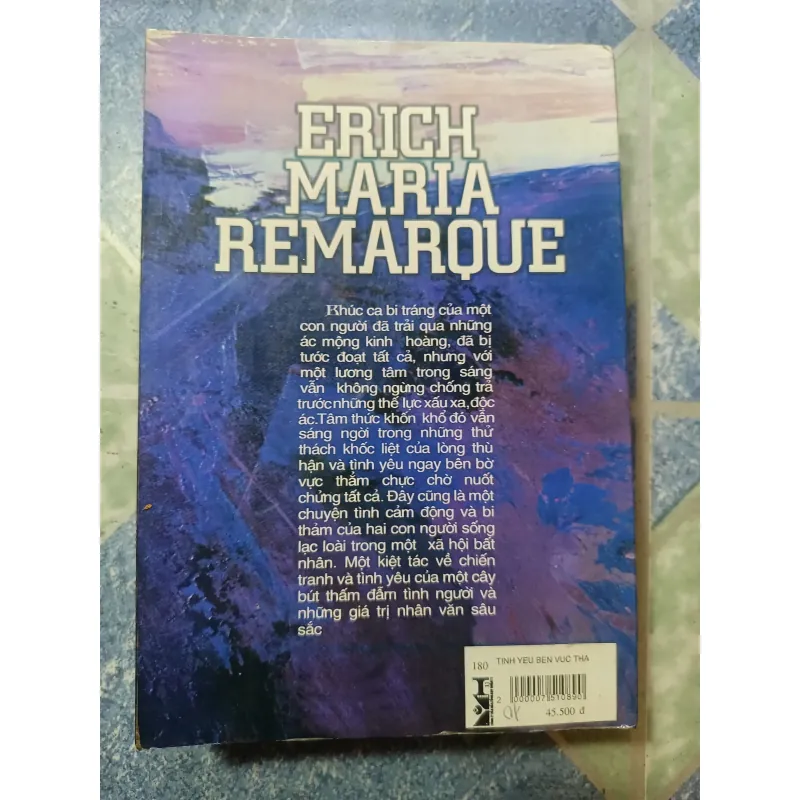 ERICH
MARIA
REMARQUE
Khúc ca bi tráng của một
con người đã trải qua những
ác mộng kinh hoàng, đã bị
tước đoạt tất cả, nhưng với
một lương tâm trong sáng
vẫn không ngừng chống trả
trước những thế lực xấu xa,độc
ác.Tâm thức khốn khổ đó vẫn
sáng ngời trong những thử
thách khốc liệt của lòng thù
hận và tình yêu ngay bên bờ
vực thẳm chực chờ nuốt
chửng tất cả. Đây cũng là một
chuyện tình cảm động và bi
thảm của hai con người sống
lạc loài trong một xã hội bất
nhân. Một kiệt tác về chiến
tranh và tình yêu của một cây
bút thấm đẫm tình người và
những giá trị nhân văn sâu
sắc
180 TINH YEU BEN VUC THA
45.500 đ